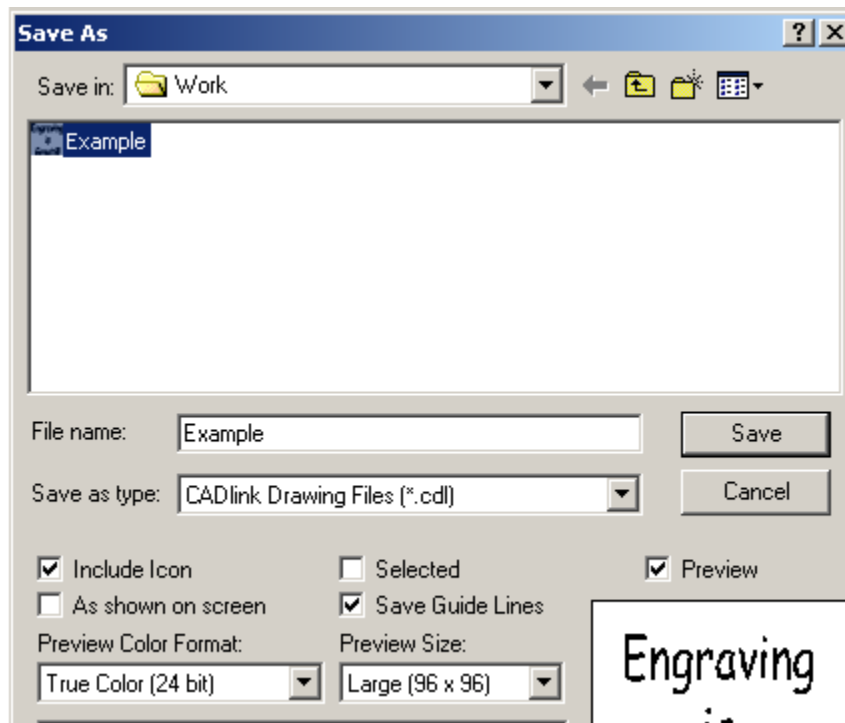 Save As
Save in: Work
Example
File name: Example Save
Save as type: CADlink Drawing Files (*.cdl) Cancel
Include Icon Selected Preview
As shown on screen Save Guide Lines
Preview Color Format: Preview Size:
True Color (24 bit) Large (96 x 96)
Engraving